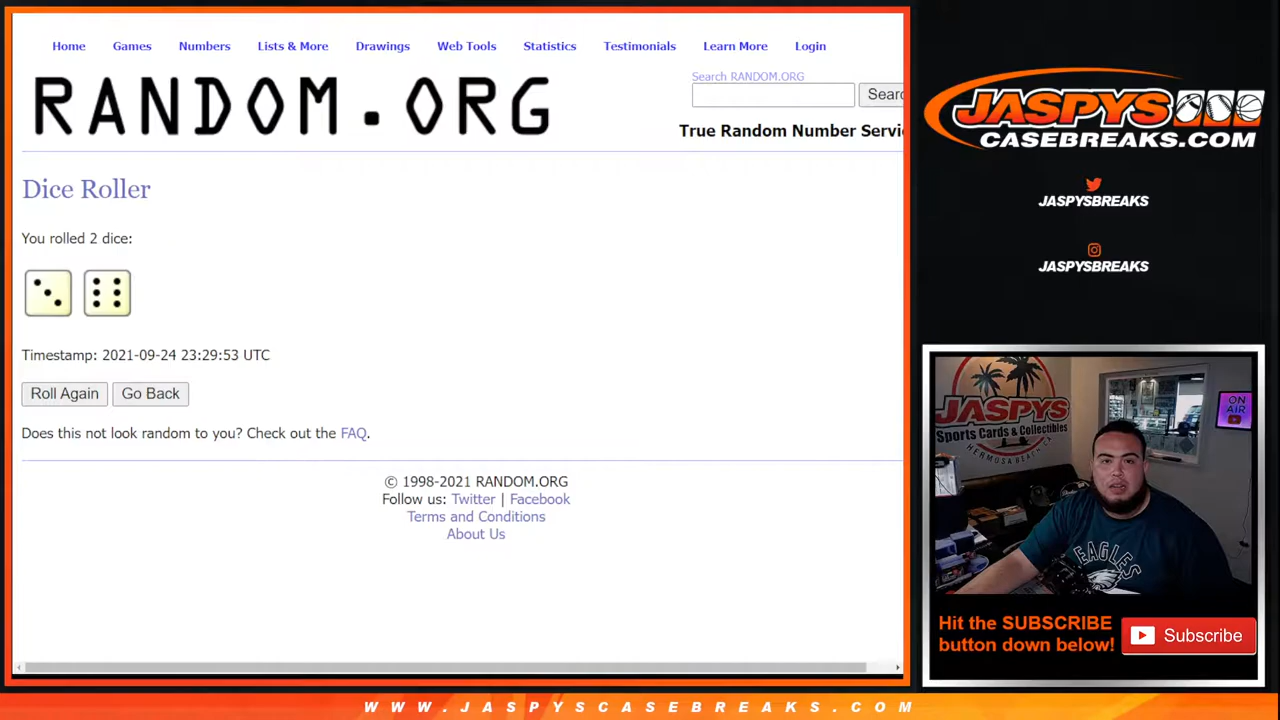 Home Games Numbers Lists & More Drawings Web Tools Statistics Testimonials Learn More Login
RANDOM.ORG
Search RANDOM.ORG
Searc
True Random Number Servi
Dice Roller
You rolled 2 dice:
Timestamp: 2021-09-24 23:29:53 UTC
Roll Again Go Back
Does this not look random to you? Check out the FAQ.
© 1998-2021 RANDOM.ORG
Follow us: Twitter | Facebook
Terms and Conditions
About Us
JASPYS
CASEBREAKS.COM
JASPYSBREAKS
JASPYSBREAKS
JASPYS
Sports Cards & Collectibles
HERMOSA BEACH CA
ON
AIR
EAGLES
Hit the SUBSCRIBE
button down below!
Subscribe
WWW.JASPYSCASEBREAKS.COM